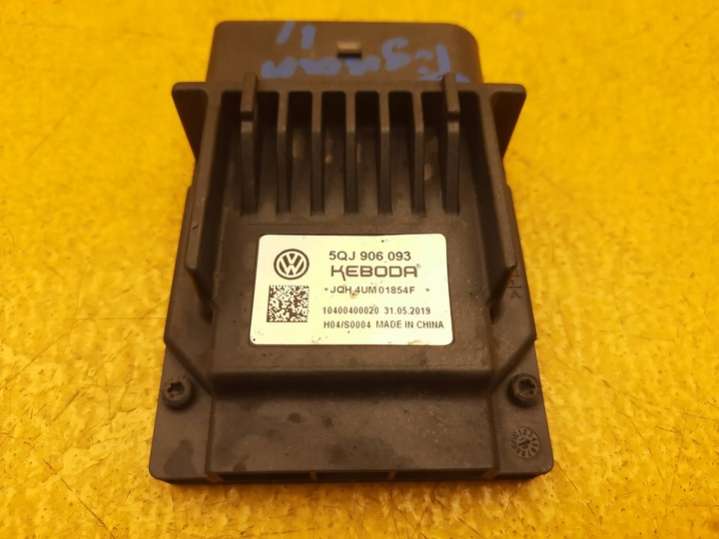 5QJ 906 093
KEBODA
JQH 4UM 01854F
10400400020 31.05.2019
H04/S0004 MADE IN CHINA